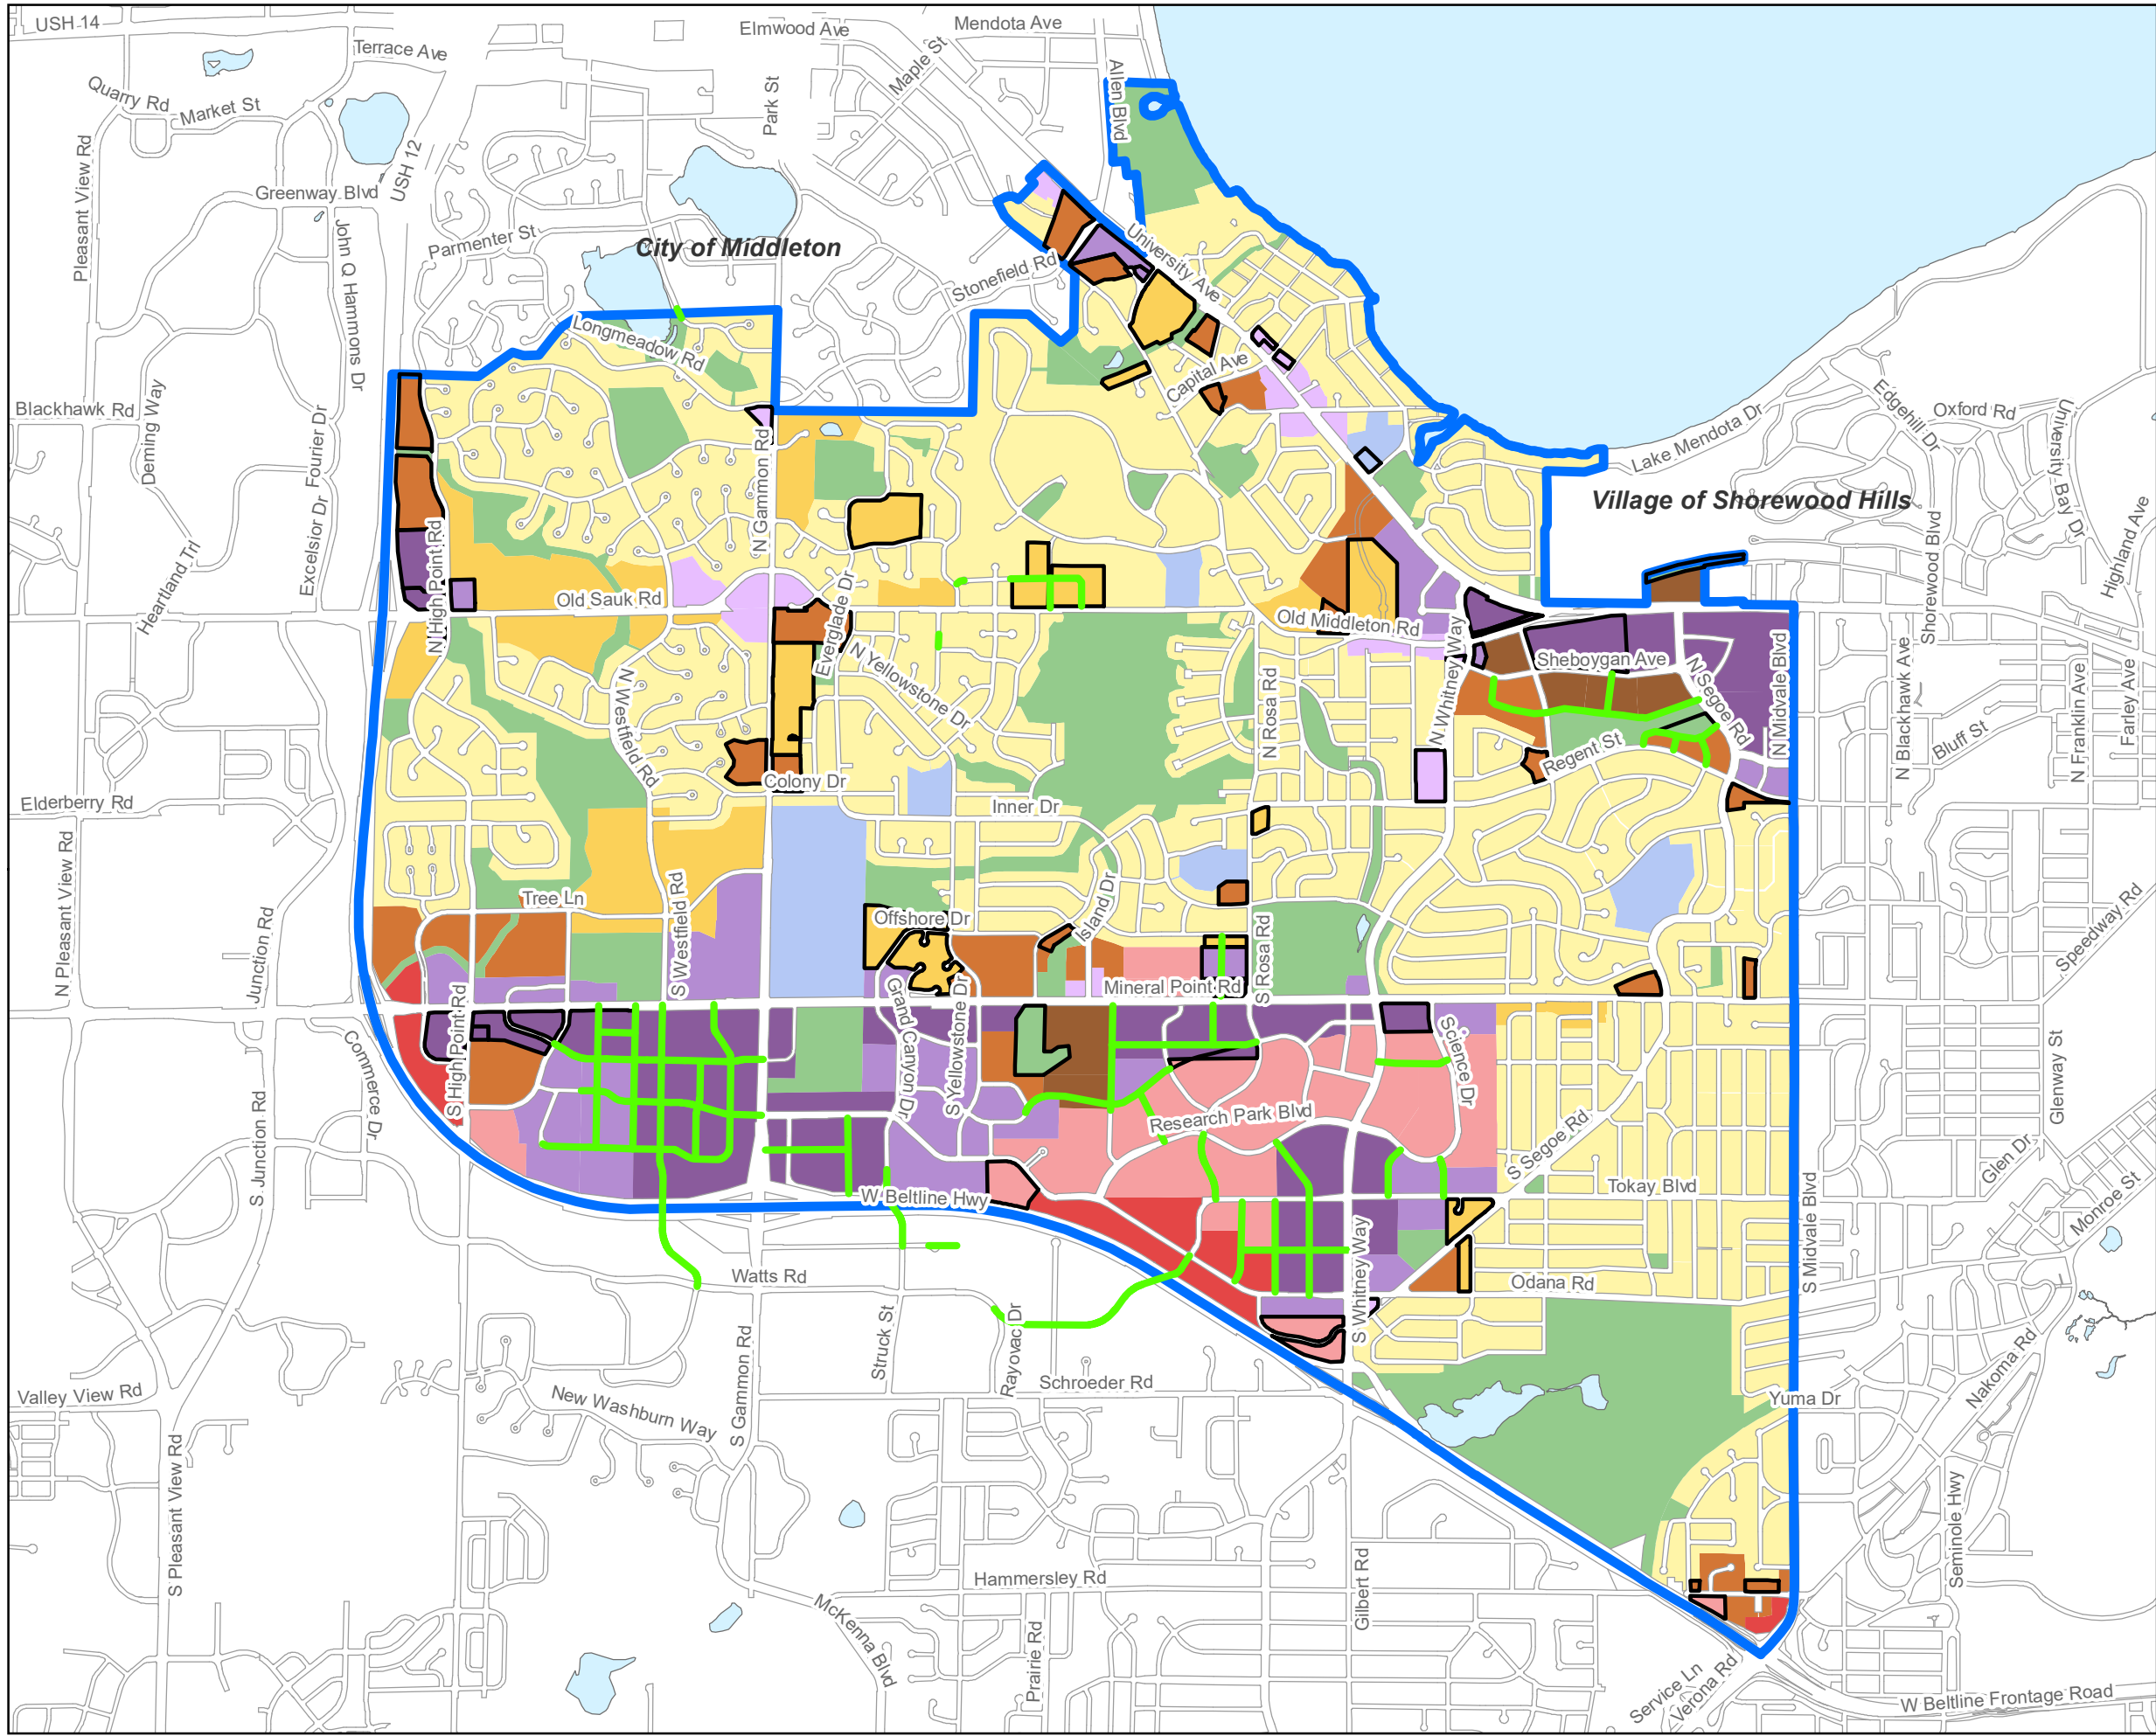 USH 14
Terrace Ave
Elmwood Ave
Mendota Ave
Maple St
Allen Blvd
Quarry Rd
Market St
Park St
Pleasant View Rd
USH 12
Greenway Blvd
John Q Hammons Dr
Parmenter St
City of Middleton
Stonefield Rd
University Ave
Longmeadow Rd
Capital Ave
Blackhawk Rd
Deming Way
Fourier Dr
Excelsior Dr
Heartland Trl
N High Point Rd
N Gammon Rd
Lake Mendota Dr
Edgehill Dr
Oxford Rd
University Bay Dr
Highland Ave
Village of Shorewood Hills
Shorewood Blvd
Old Sauk Rd
Everglade Dr
Old Middleton Rd
N Yellowstone Dr
N Westfield Rd
N Rosa Rd
N Whitney Way
Sheboygan Ave
N Segoe Rd
N Midvale Blvd
Regent St
N Blackhawk Ave
Bluff St
N Franklin Ave
Farley Ave
Colony Dr
Inner Dr
Elderberry Rd
N Pleasant View Rd
Junction Rd
Tree Ln
S Westfield Rd
Offshore Dr
Island Dr
S Rosa Rd
Speedway Rd
Mineral Point Rd
Grand Canyon Dr
S Yellowstone Dr
S High Point Rd
Commerce Dr
Science Dr
Research Park Blvd
S Segoe Rd
Glenway St
Glen Dr
Monroe St
S Junction Rd
Tokay Blvd
W Beltline Hwy
S Whitney Way
S Midvale Blvd
Odana Rd
Watts Rd
Struck St
Rayovac Dr
S Gammon Rd
Schroeder Rd
Valley View Rd
New Washburn Way
Yuma Dr
Nakoma Rd
S Pleasant View Rd
Seminole Hwy
Hammersley Rd
McKenna Blvd
Prairie Rd
Gilbert Rd
Service Ln
Verona Rd
W Beltline Frontage Road